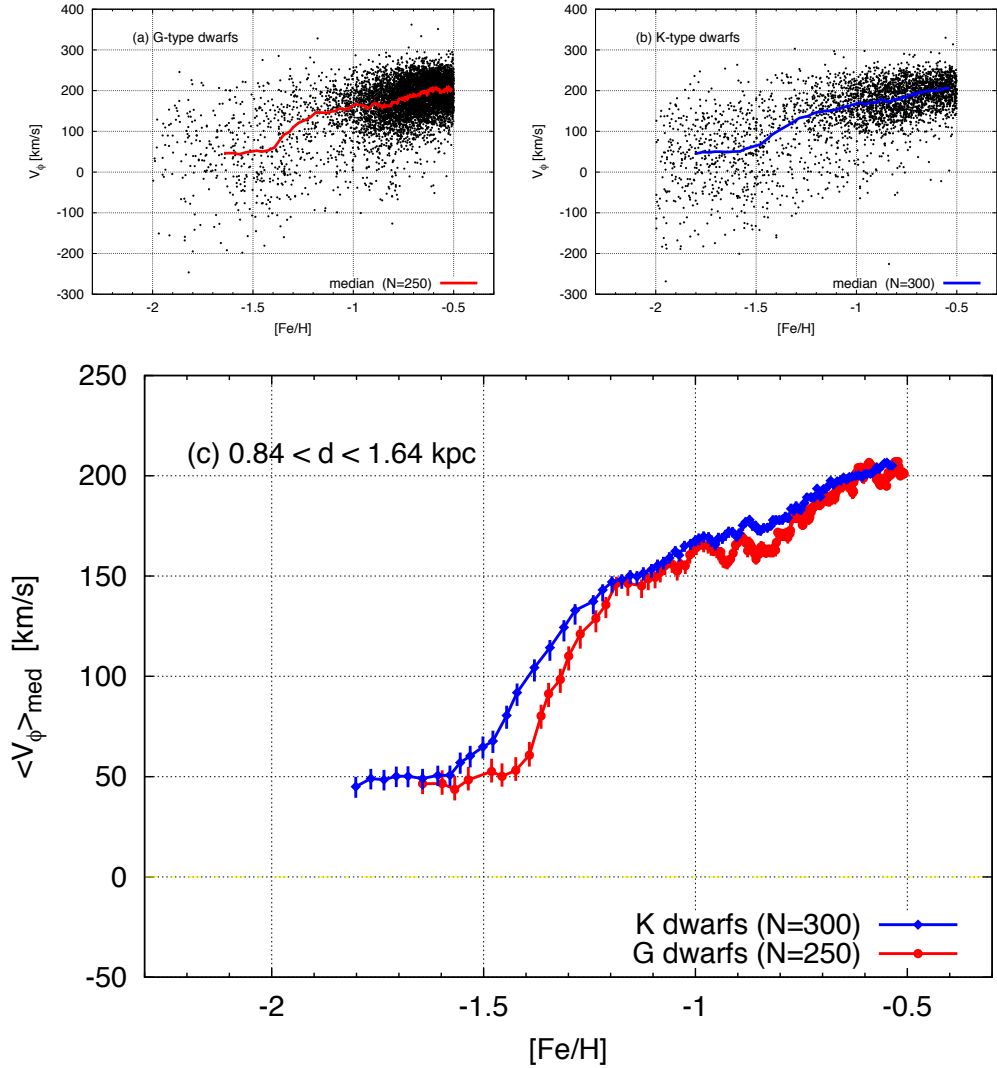 400
300
200
100
0
-100
-200
-300
V_ϕ [km/s]
(a) G-type dwarfs
median (N=250)
-2 -1.5 -1 -0.5
[Fe/H]
400
300
200
100
0
-100
-200
-300
V_ϕ [km/s]
(b) K-type dwarfs
median (N=300)
-2 -1.5 -1 -0.5
[Fe/H]
250
200
150
100
50
0
-50
<V_ϕ>med [km/s]
(c) 0.84 < d < 1.64 kpc
K dwarfs (N=300)
G dwarfs (N=250)
-2 -1.5 -1 -0.5
[Fe/H]